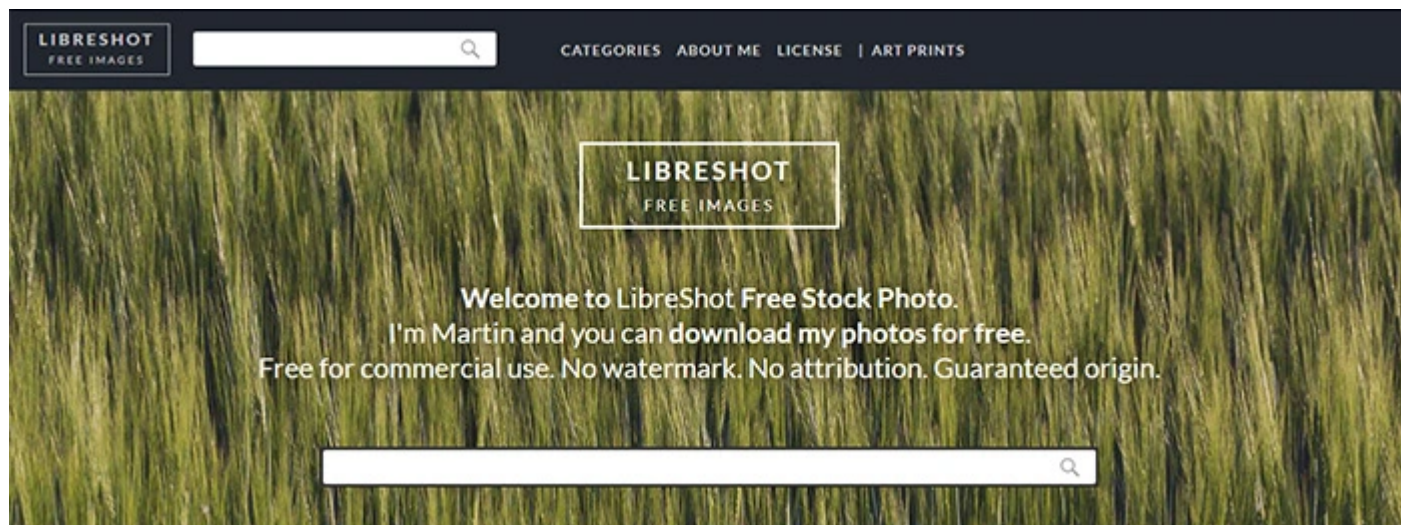 LIBRESHOT
FREE IMAGES
CATEGORIES ABOUT ME LICENSE | ART PRINTS
LIBRESHOT
FREE IMAGES
Welcome to LibreShot Free Stock Photo.
I'm Martin and you can download my photos for free.
Free for commercial use. No watermark. No attribution. Guaranteed origin.